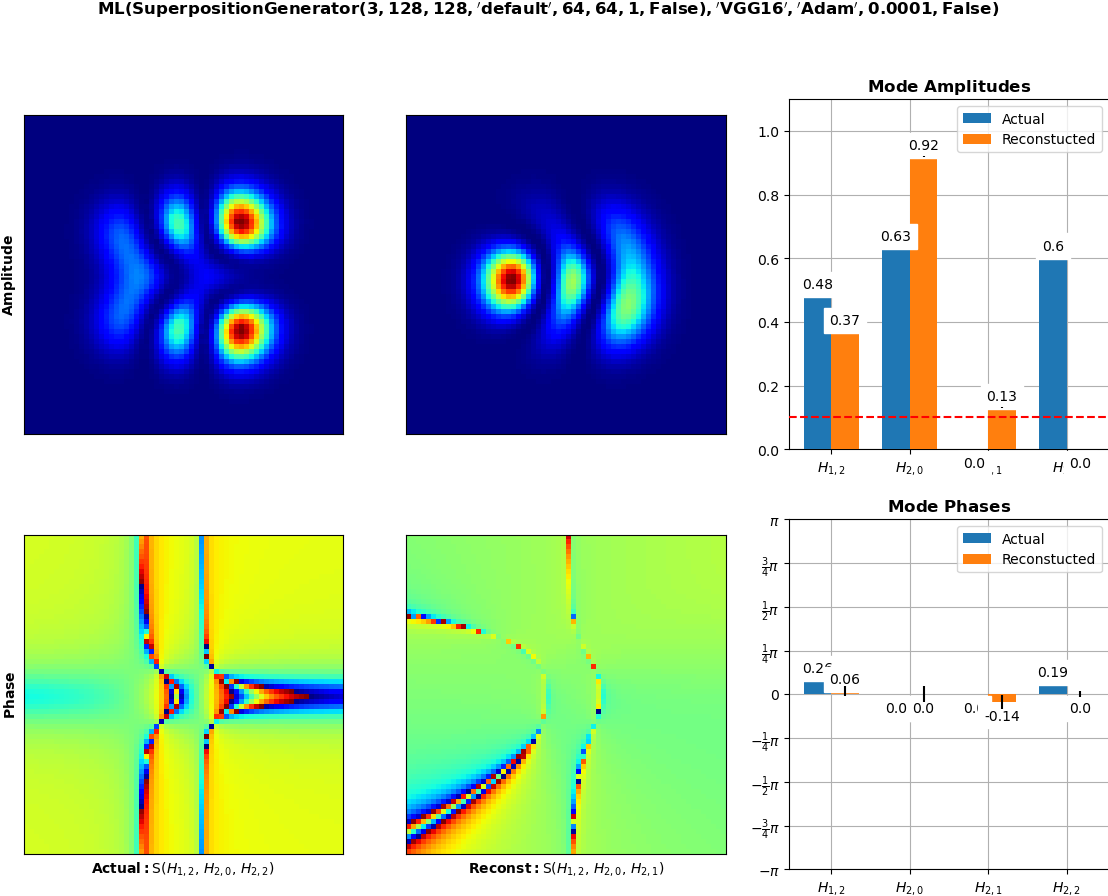 ML(SuperpositionGenerator(3, 128, 128, ′default′, 64, 64, 1, False), ′VGG16′, ′Adam′, 0.0001, False)
Amplitude
Mode Amplitudes
Actual
Reconstucted
1.0
0.8
0.6
0.4
0.2
0.0
0.48
0.37
0.63
0.92
0.0
0.13
0.6
0.0
H1,2
H2,0
,1
H
Phase
Actual: S(H1,2, H2,0, H2,2)
Reconst: S(H1,2, H2,0, H2,1)
Mode Phases
Actual
Reconstucted
π
3/4π
1/2π
1/4π
0
−1/4π
−1/2π
−3/4π
−π
0.26
0.06
0.0
0.0
-0.14
0.19
0.0
H1,2
H2,0
H2,1
H2,2